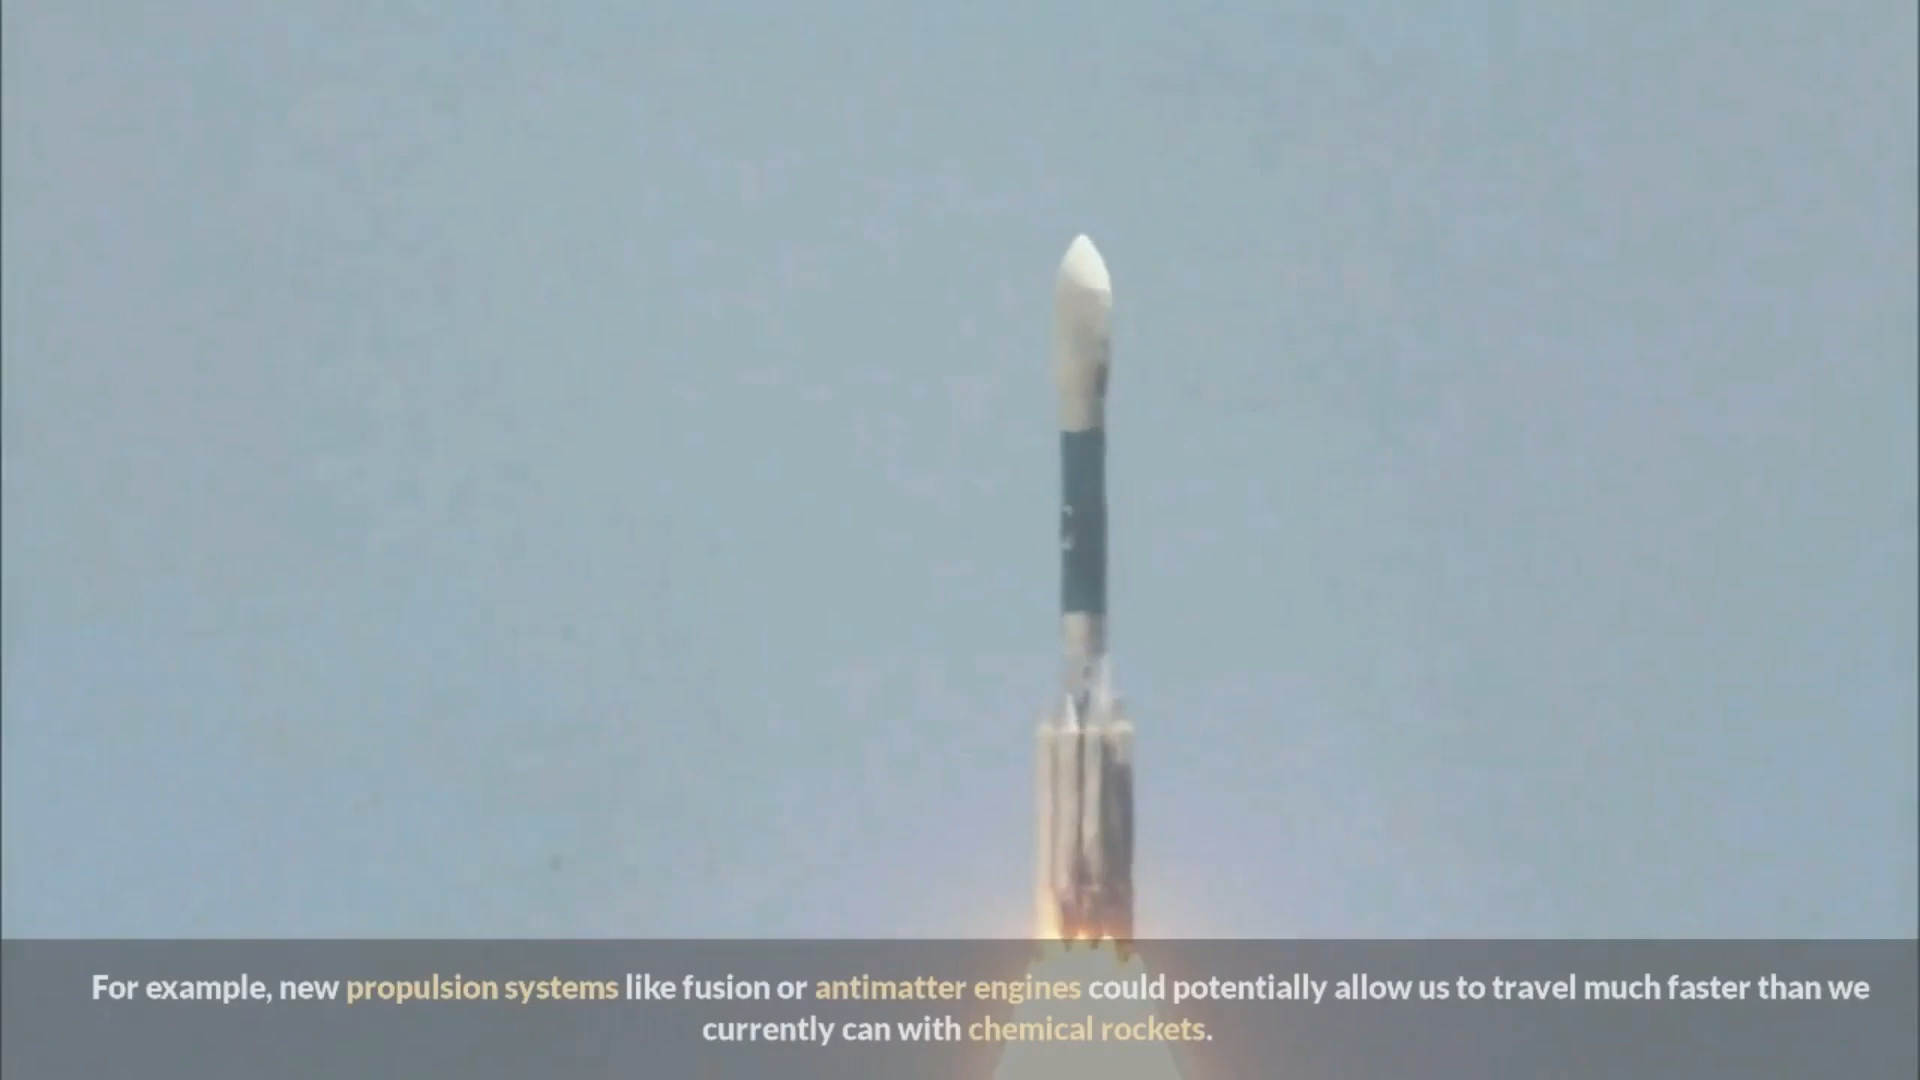 For example, new propulsion systems like fusion or antimatter engines could potentially allow us to travel much faster than we
currently can with chemical rockets.